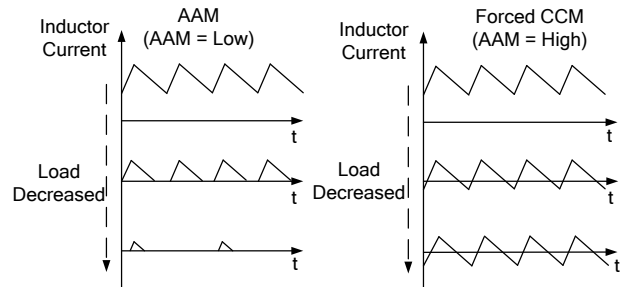 AAM
(AAM = Low)
Inductor
Current
t
Load
Decreased
t
t
Forced CCM
(AAM = High)
Inductor
Current
t
Load
Decreased
t
t